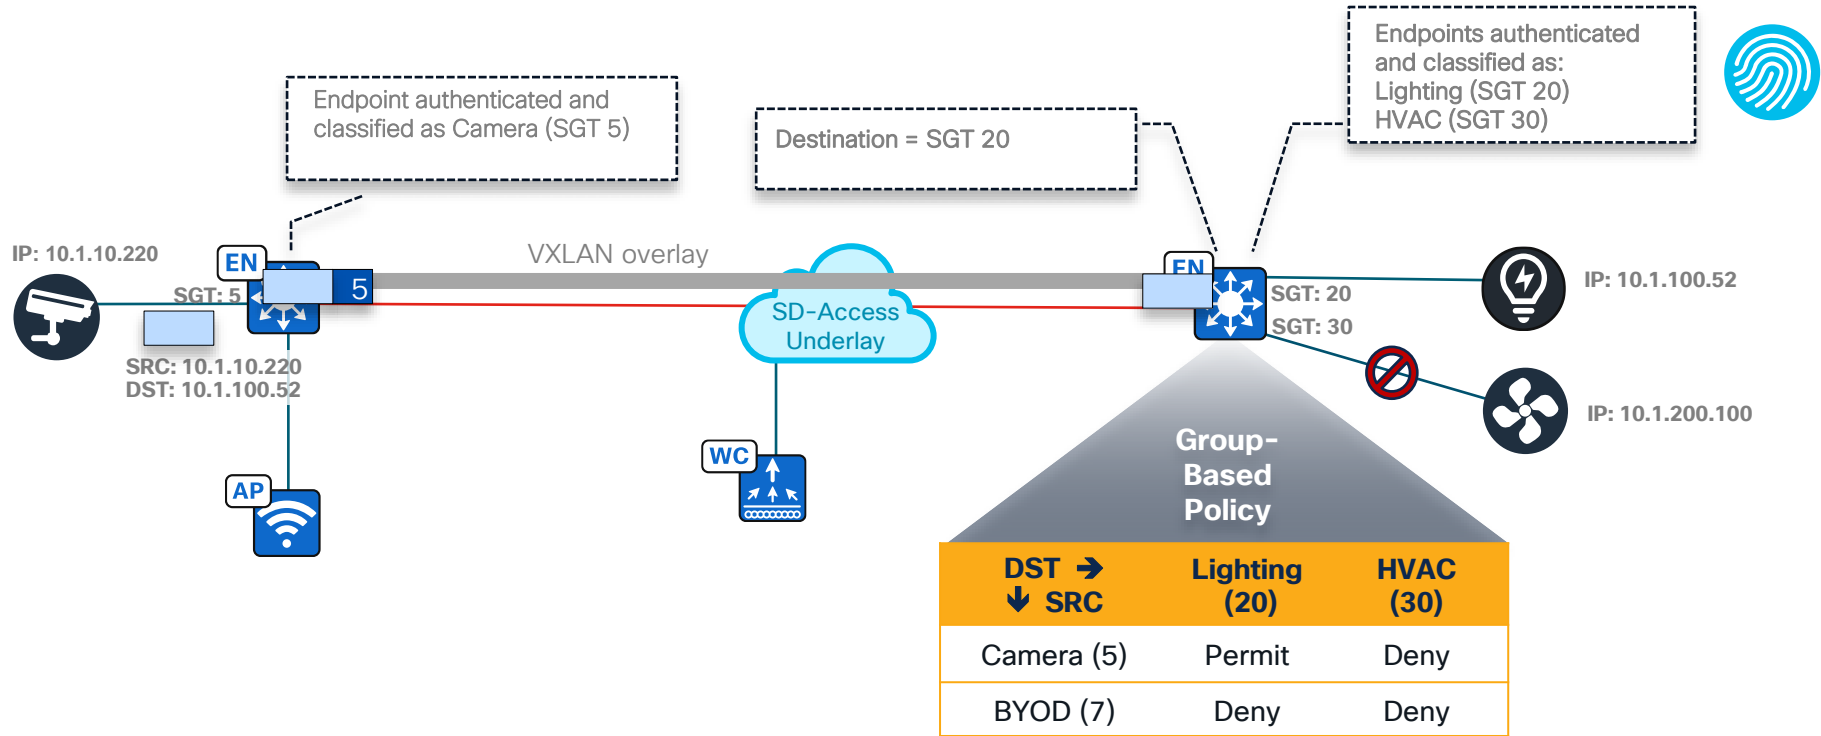 Endpoints authenticated
and classified as:
Lighting (SGT 20)
HVAC (SGT 30)
Endpoint authenticated and
classified as Camera (SGT 5)
Destination = SGT 20
IP: 10.1.10.220
EN
VXLAN overlay
EN
SGT: 5
5
SD-Access
Underlay
SGT: 20
SGT: 30
IP: 10.1.100.52
SRC: 10.1.10.220
DST: 10.1.100.52
IP: 10.1.200.100
WC
AP
Group-
Based
Policy
DST → Lighting HVAC
↓ SRC (20) (30)
Camera (5) Permit Deny
BYOD (7) Deny Deny